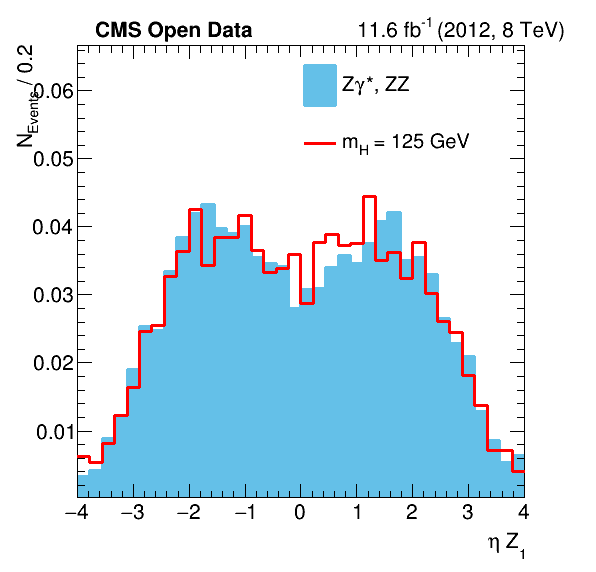 CMS Open Data 11.6 fb⁻¹ (2012, 8 TeV)
N_Events / 0.2
Zγ*, ZZ
m_H = 125 GeV
0.06
0.05
0.04
0.03
0.02
0.01
−4 −3 −2 −1 0 1 2 3 4
η Z₁